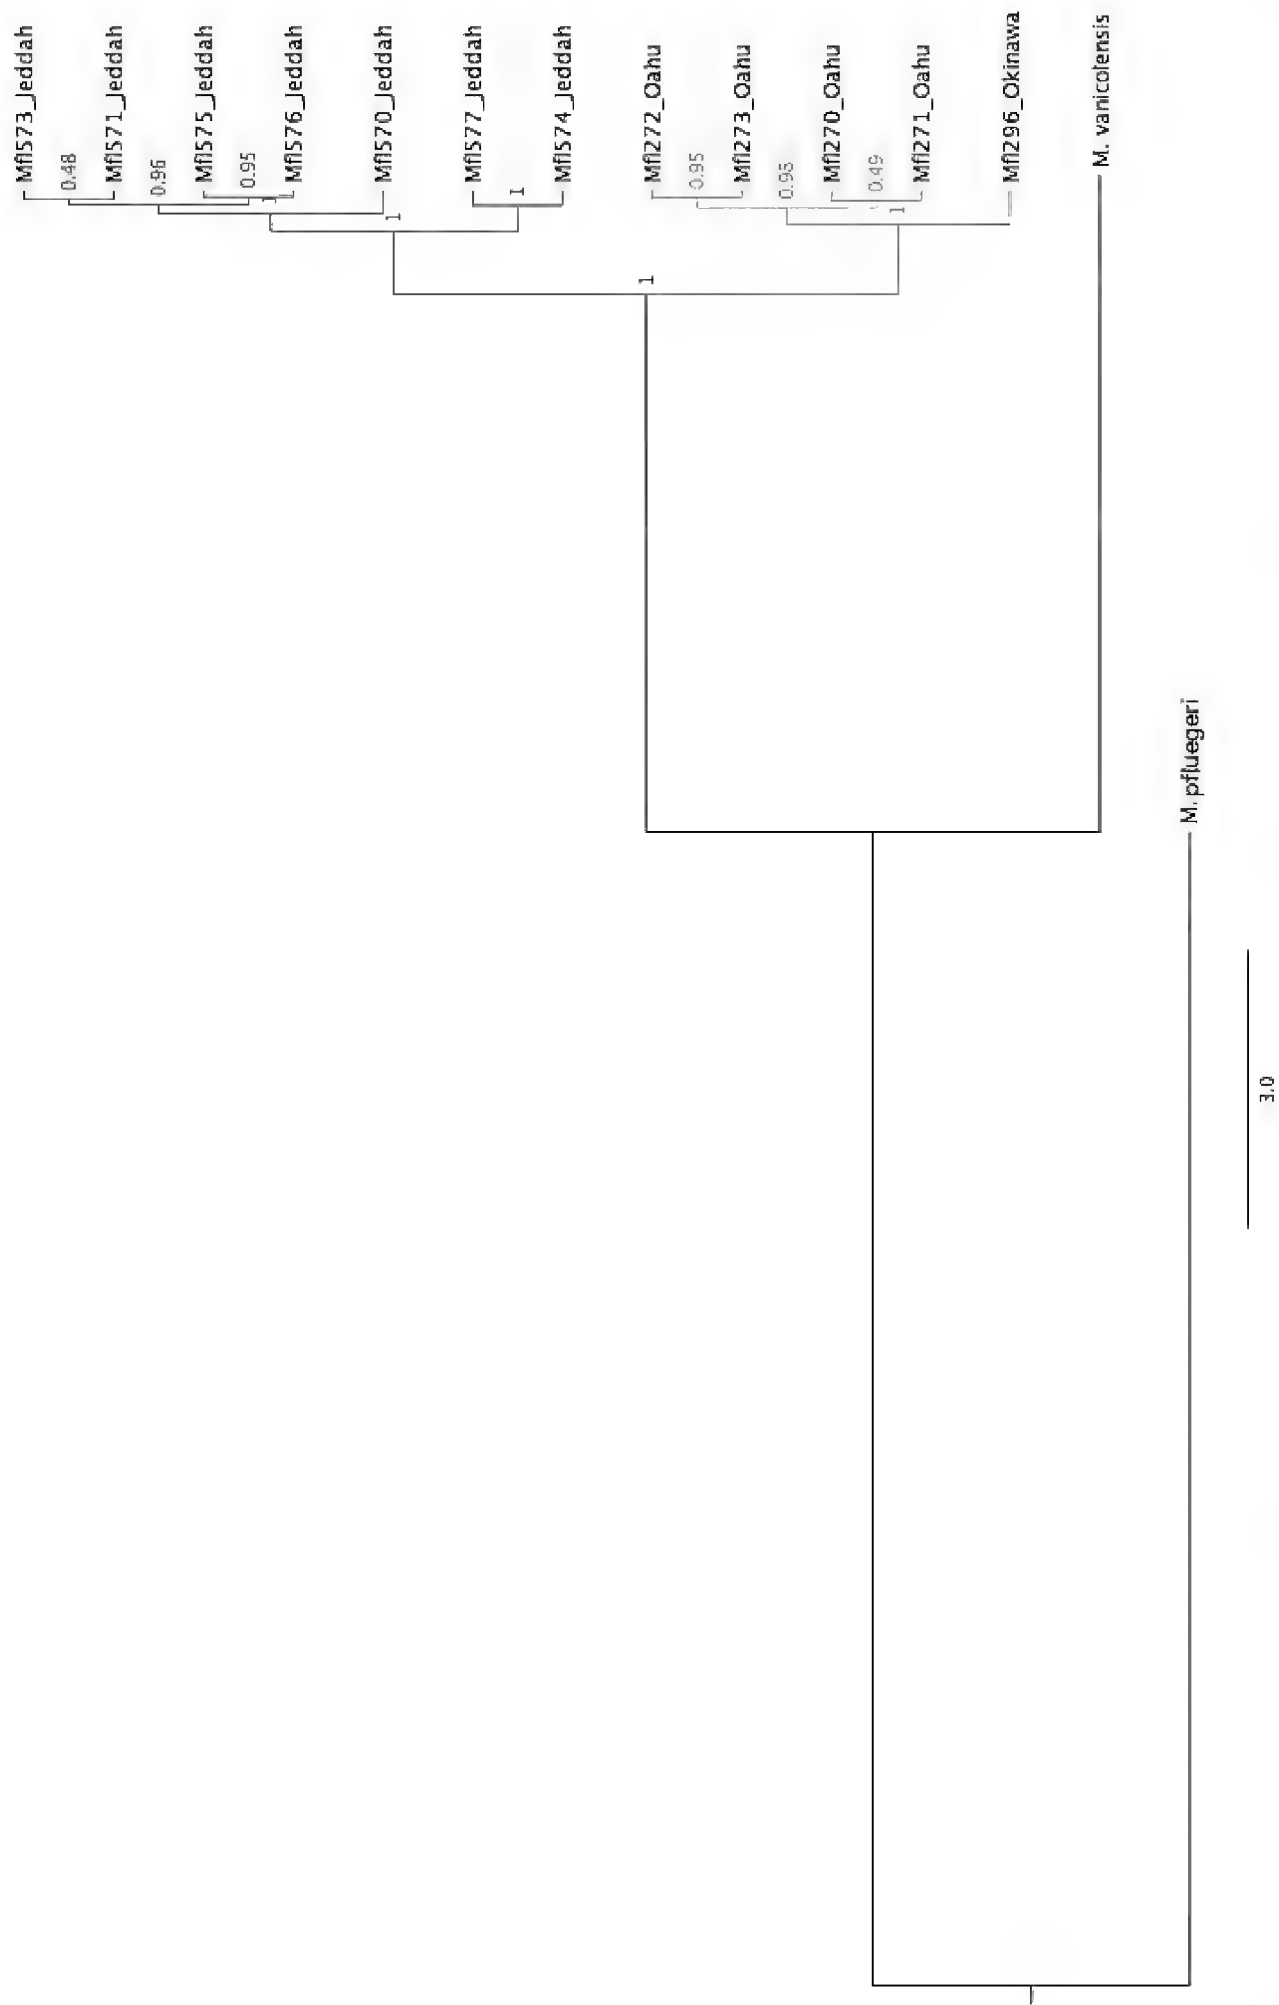 Mfl573_Jeddah
0.48
Mfl571_Jeddah
0.96
Mfl575_Jeddah
0.95
Mfl576_Jeddah
1
Mfl570_Jeddah
1
Mfl577_Jeddah
1
Mfl574_Jeddah
1
Mfl272_Oahu
0.95
Mfl273_Oahu
0.93
Mfl270_Oahu
0.49
Mfl271_Oahu
1
Mfl296_Okinawa
M. vanicolensis
M. pfluegeri
3.0